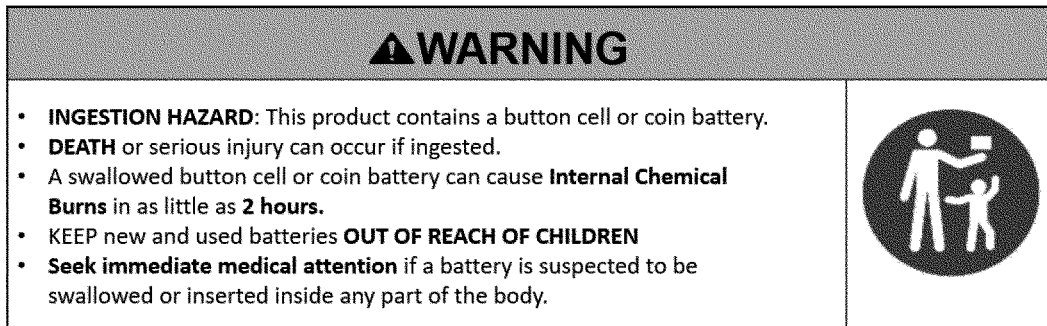 ⚠WARNING
• INGESTION HAZARD: This product contains a button cell or coin battery.
• DEATH or serious injury can occur if ingested.
• A swallowed button cell or coin battery can cause Internal Chemical
Burns in as little as 2 hours.
• KEEP new and used batteries OUT OF REACH OF CHILDREN
• Seek immediate medical attention if a battery is suspected to be
swallowed or inserted inside any part of the body.